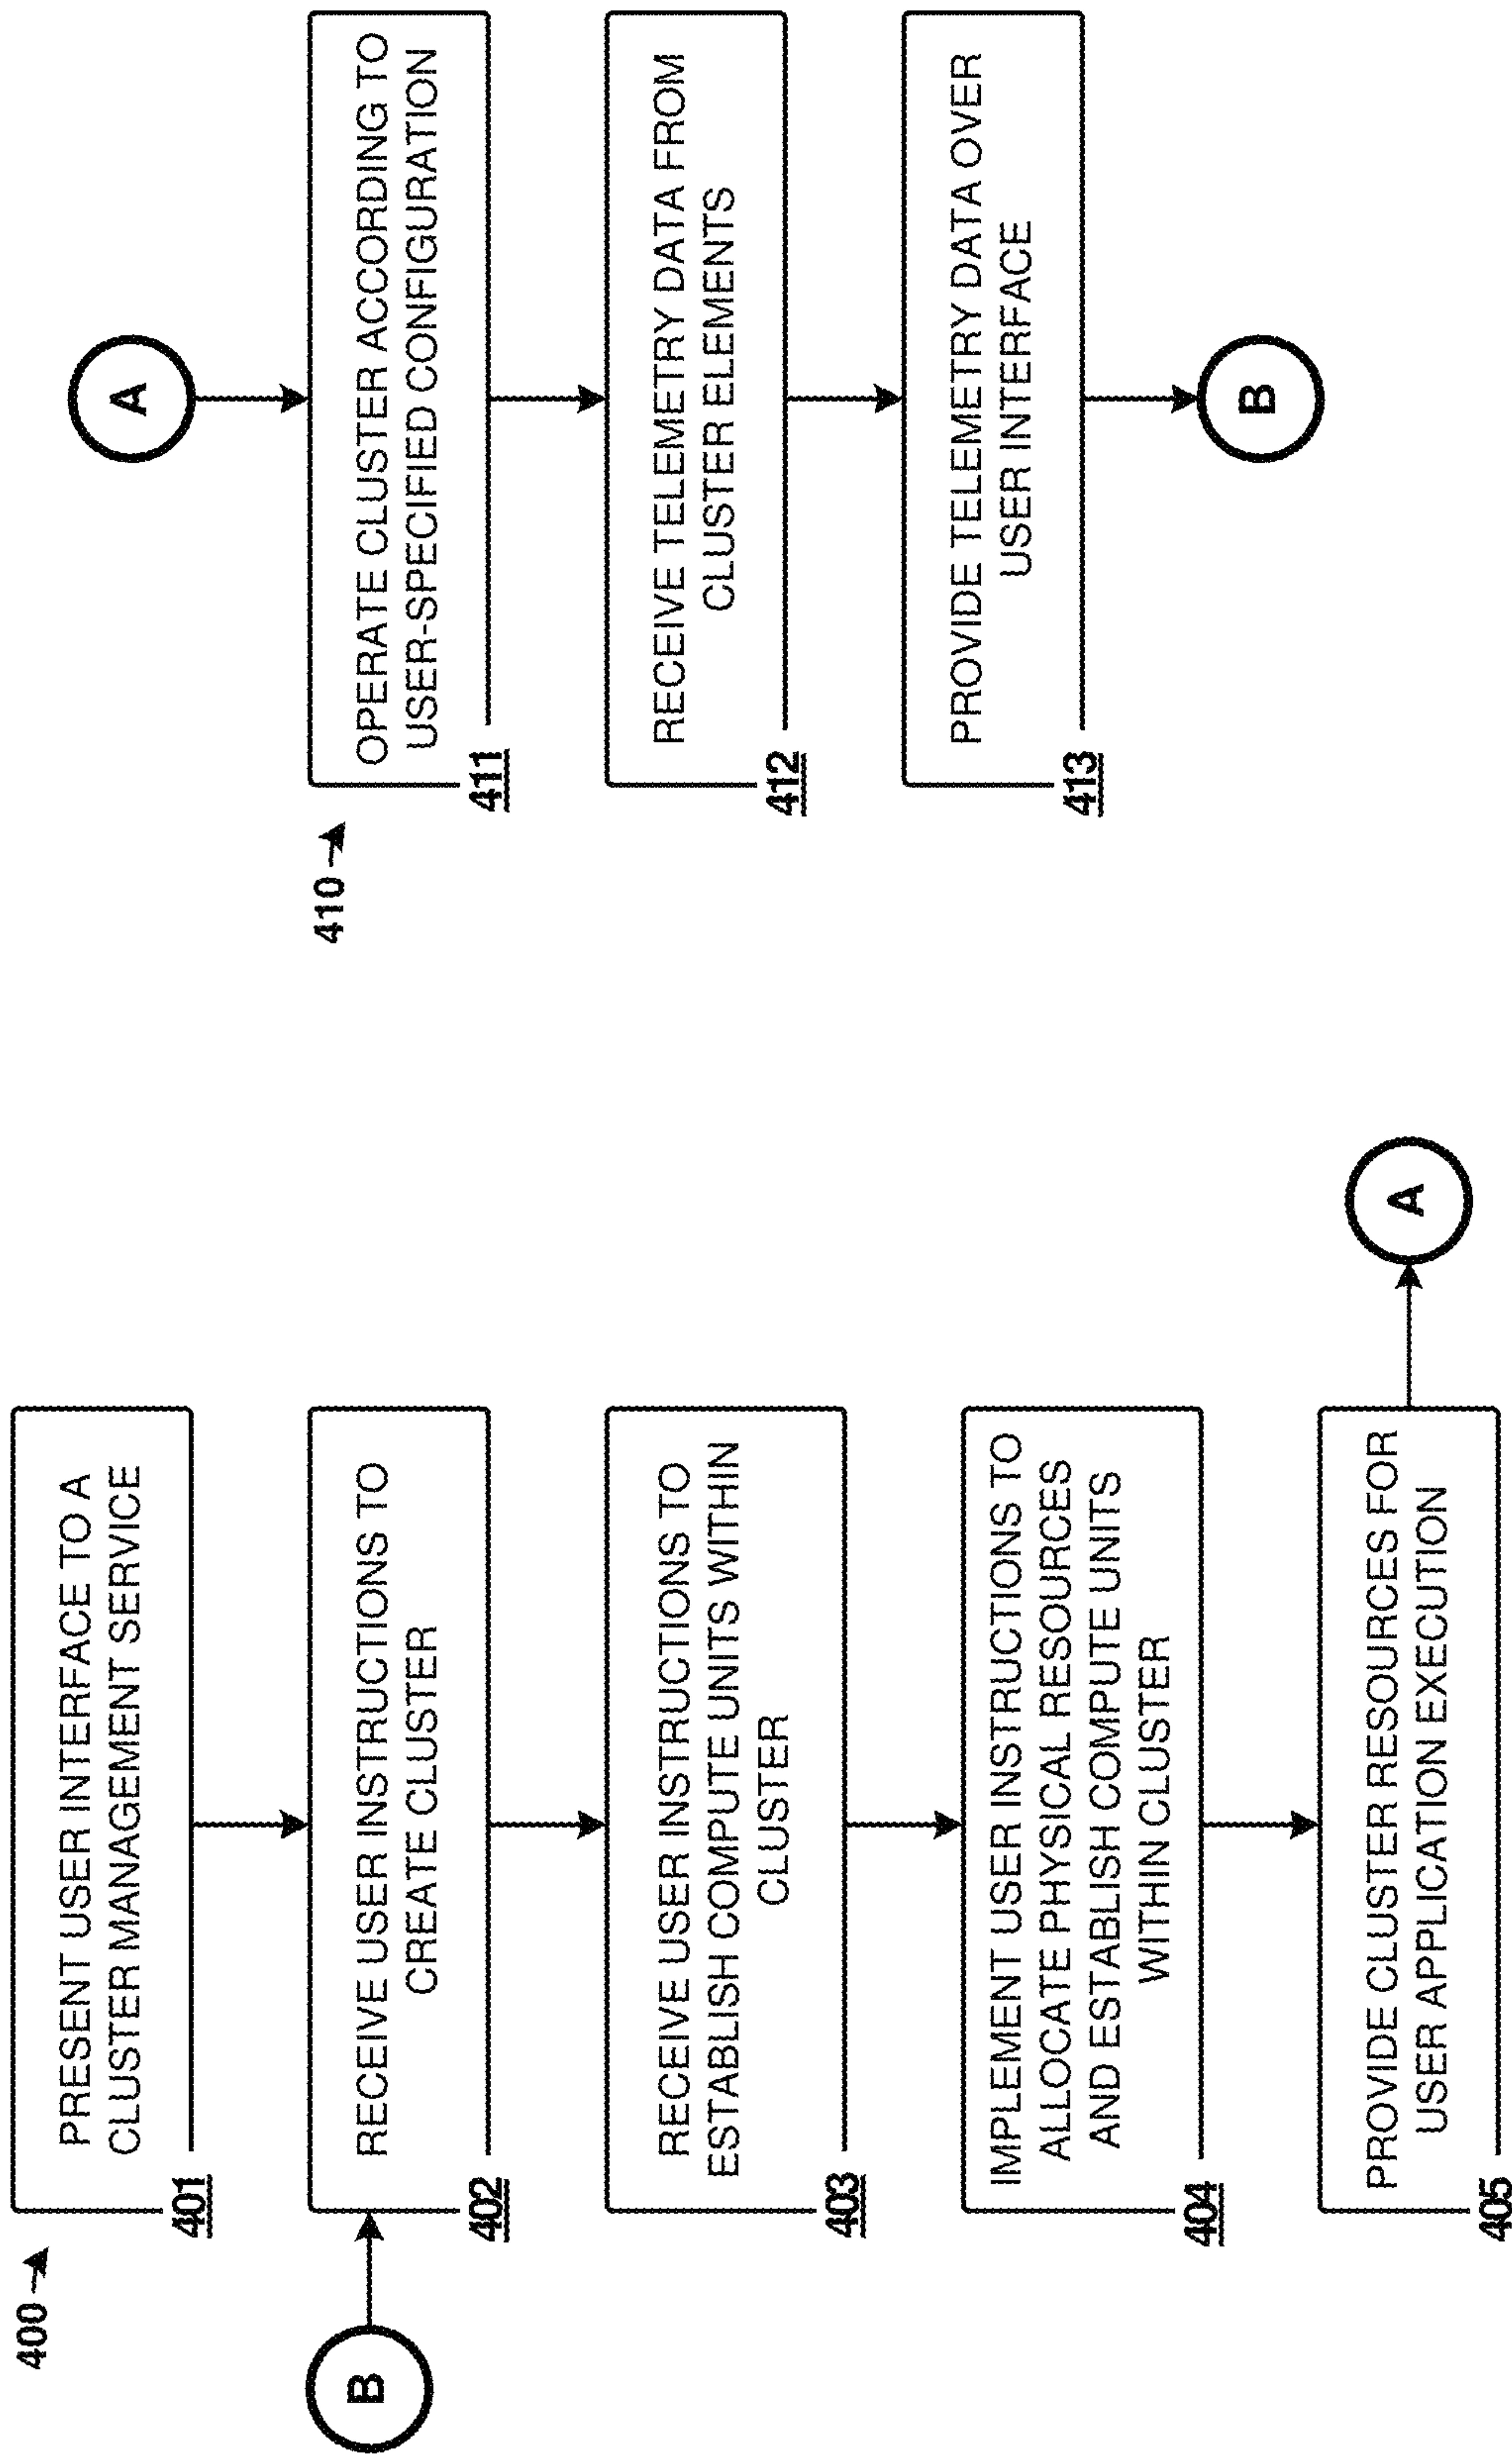 400
PRESENT USER INTERFACE TO A
CLUSTER MANAGEMENT SERVICE
401
B
RECEIVE USER INSTRUCTIONS TO
CREATE CLUSTER
402
RECEIVE USER INSTRUCTIONS TO
ESTABLISH COMPUTE UNITS WITHIN
CLUSTER
403
IMPLEMENT USER INSTRUCTIONS TO
ALLOCATE PHYSICAL RESOURCES
AND ESTABLISH COMPUTE UNITS
WITHIN CLUSTER
404
PROVIDE CLUSTER RESOURCES FOR
USER APPLICATION EXECUTION
405
A
A
410
OPERATE CLUSTER ACCORDING TO
USER-SPECIFIED CONFIGURATION
411
RECEIVE TELEMETRY DATA FROM
CLUSTER ELEMENTS
412
PROVIDE TELEMETRY DATA OVER
USER INTERFACE
413
B